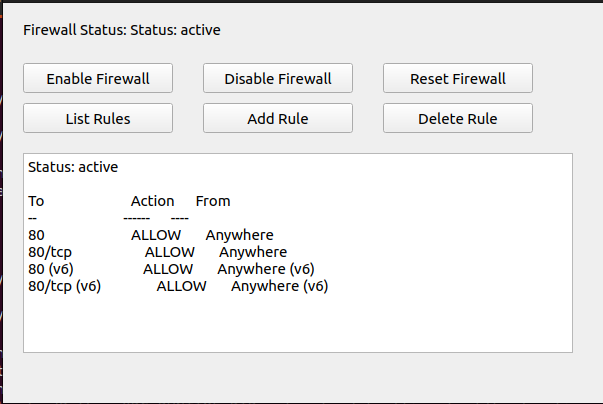 Firewall Status: Status: active
Enable Firewall Disable Firewall Reset Firewall
List Rules Add Rule Delete Rule
Status: active
To Action From
-- ------ ----
80 ALLOW Anywhere
80/tcp ALLOW Anywhere
80 (v6) ALLOW Anywhere (v6)
80/tcp (v6) ALLOW Anywhere (v6)